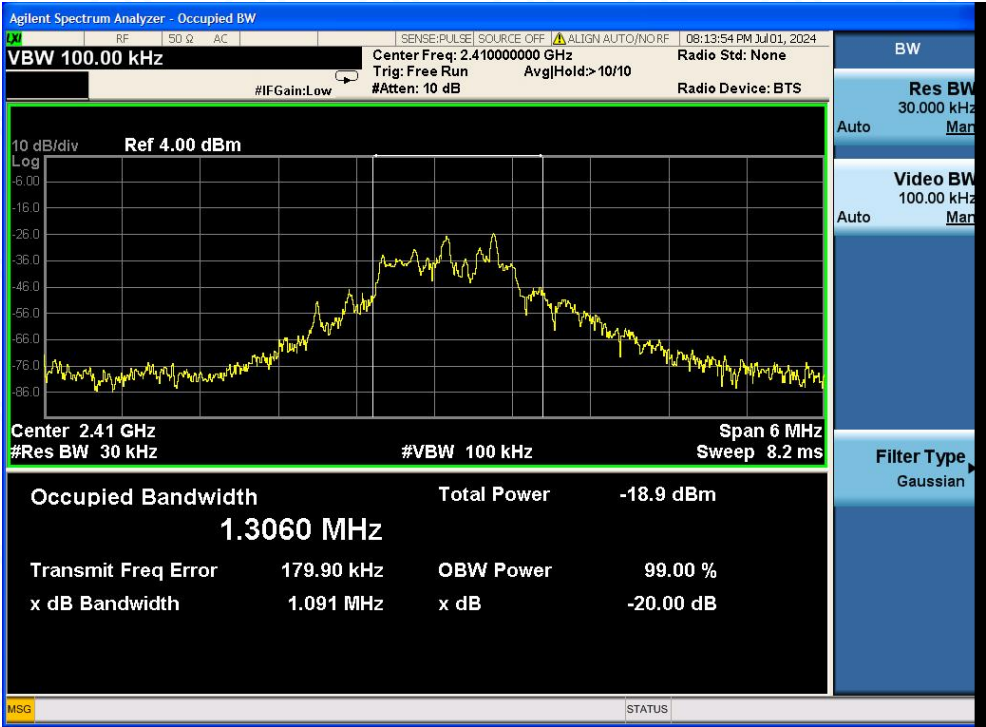 Agilent Spectrum Analyzer - Occupied BW
LXI RF 50 Ω AC SENSE:PULSE SOURCE OFF ALIGN AUTO/NO RF 08:13:54 PM Jul 01, 2024
VBW 100.00 kHz
Center Freq: 2.410000000 GHz Radio Std: None
Trig: Free Run Avg|Hold:>10/10
#IFGain:Low #Atten: 10 dB Radio Device: BTS
10 dB/div Ref 4.00 dBm
Log
-6.00
-16.0
-26.0
-36.0
-46.0
-56.0
-66.0
-76.0
-86.0
Center 2.41 GHz Span 6 MHz
#Res BW 30 kHz #VBW 100 kHz Sweep 8.2 ms
Occupied Bandwidth Total Power -18.9 dBm
1.3060 MHz
Transmit Freq Error 179.90 kHz OBW Power 99.00 %
x dB Bandwidth 1.091 MHz x dB -20.00 dB
MSG STATUS
BW
Res BW
30.000 kHz
Auto Man
Video BW
100.00 kHz
Auto Man
Filter Type
Gaussian